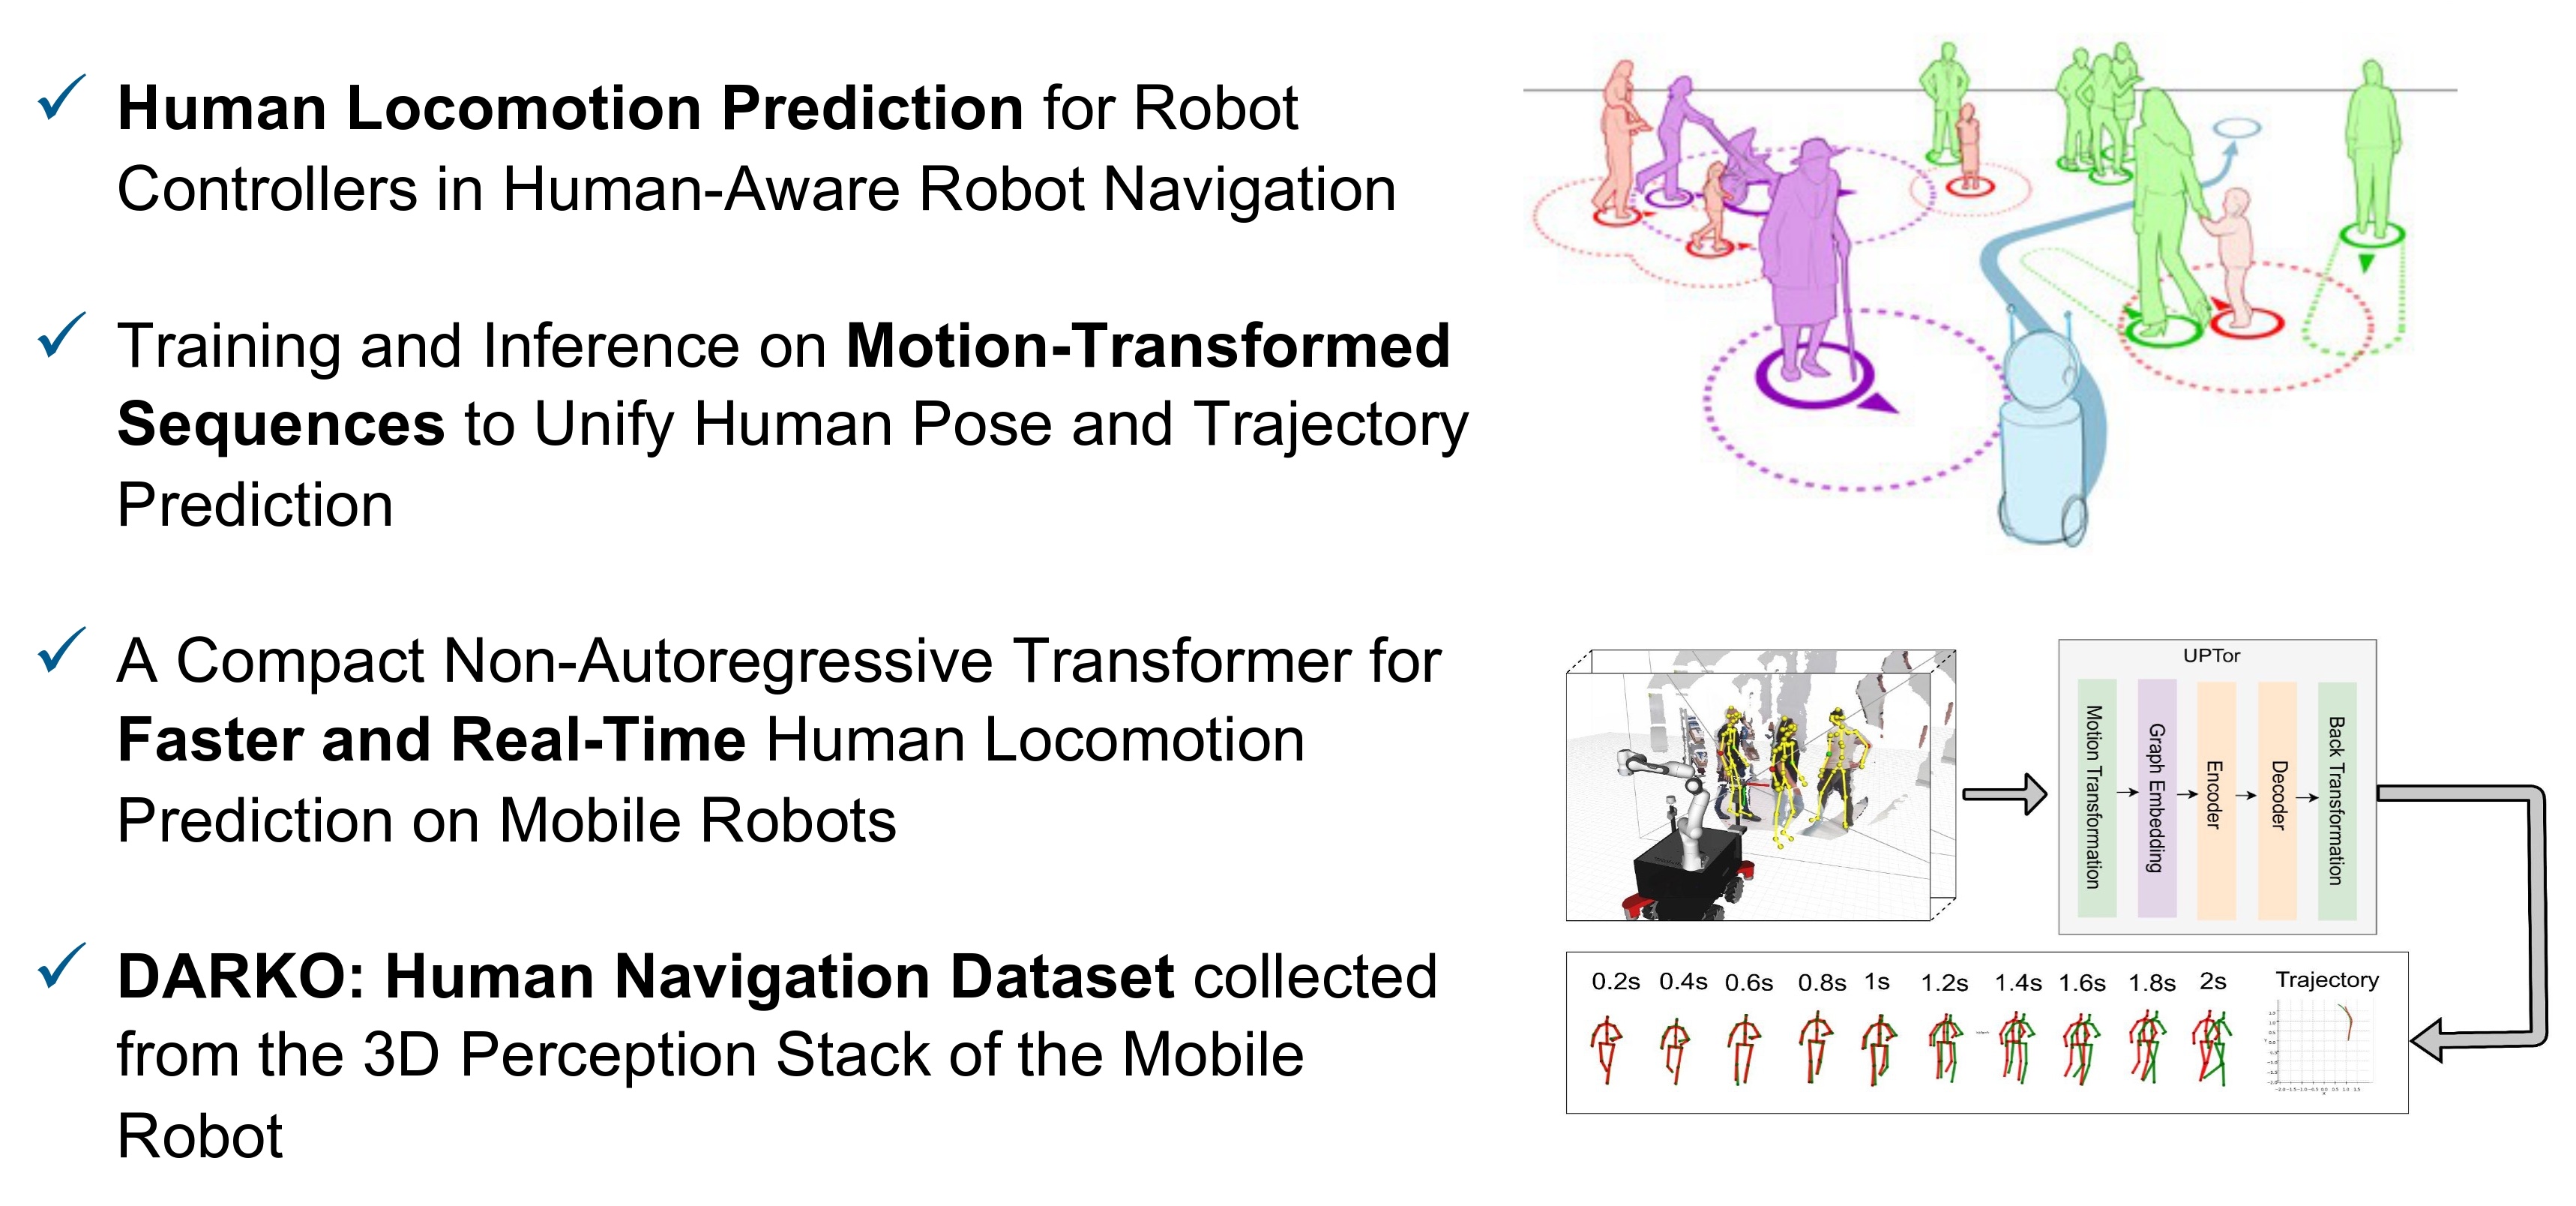 Human Locomotion Prediction for Robot
Controllers in Human-Aware Robot Navigation
Training and Inference on Motion-Transformed
Sequences to Unify Human Pose and Trajectory
Prediction
A Compact Non-Autoregressive Transformer for
Faster and Real-Time Human Locomotion
Prediction on Mobile Robots
DARKO: Human Navigation Dataset collected
from the 3D Perception Stack of the Mobile
Robot
UPTor
Motion Transformation
Graph Embedding
Encoder
Decoder
Back Transformation
0.2s 0.4s 0.6s 0.8s 1s 1.2s 1.4s 1.6s 1.8s 2s Trajectory